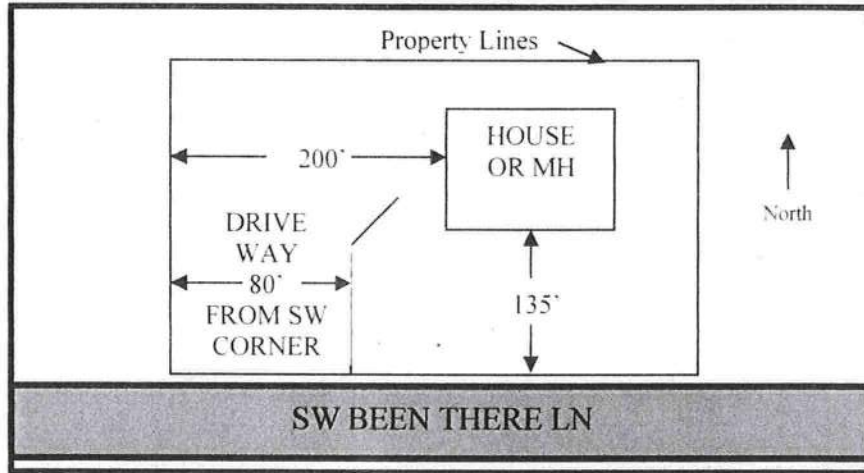 Property Lines
HOUSE
OR MH
200'
North
DRIVE
WAY
80'
FROM SW
CORNER
135'
SW BEEN THERE LN